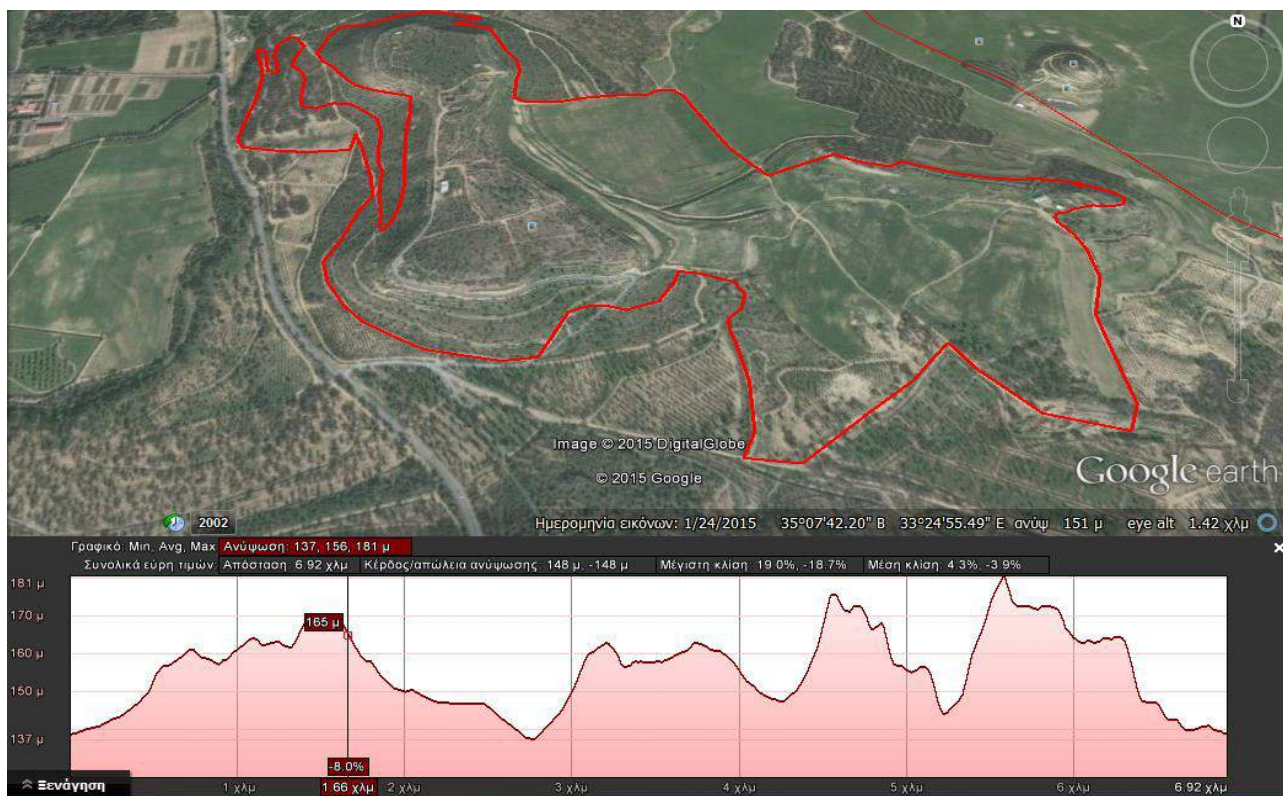 N
Image © 2015 DigitalGlobe
© 2015 Google
Google earth
2002
Ημερομηνία εικόνων: 1/24/2015 35°07'42.20" Β 33°24'55.49" Ε ανύψ 151 μ eye alt 1.42 χλμ
Γραφικό: Min, Avg, Max Ανύψωση: 137, 156, 181 μ
Συνολικά εύρη τιμών Απόσταση: 6.92 χλμ Κέρδος/απώλεια ανύψωσης: 148 μ, -148 μ Μέγιστη κλίση: 19.0%, -18.7% Μέση κλίση: 4.3%, -3.9%
181 μ
170 μ
165 μ
160 μ
150 μ
137 μ
-8.0%
Ξενάγηση
1 χλμ 1.66 χλμ 2 χλμ 3 χλμ 4 χλμ 5 χλμ 6 χλμ 6.92 χλμ